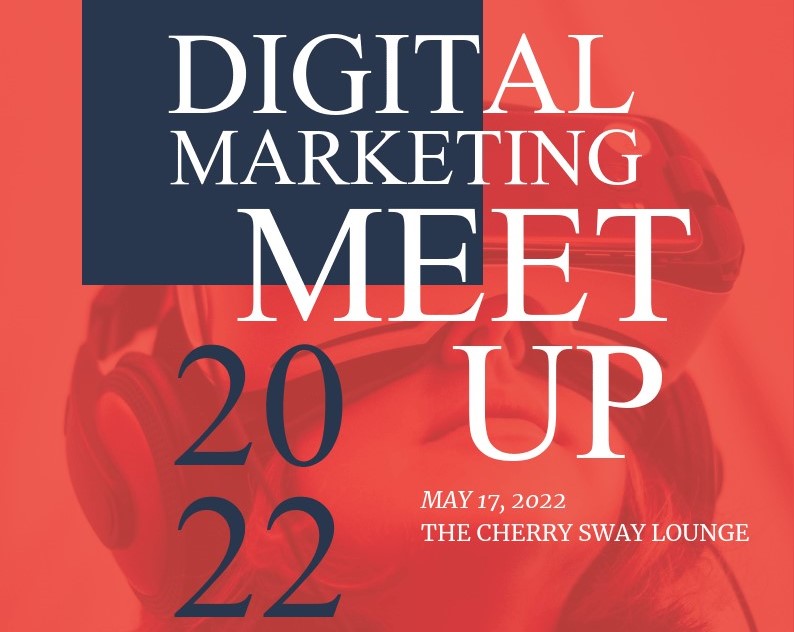 DIGITAL
MARKETING
MEET
UP
20
22
MAY 17, 2022
THE CHERRY SWAY LOUNGE